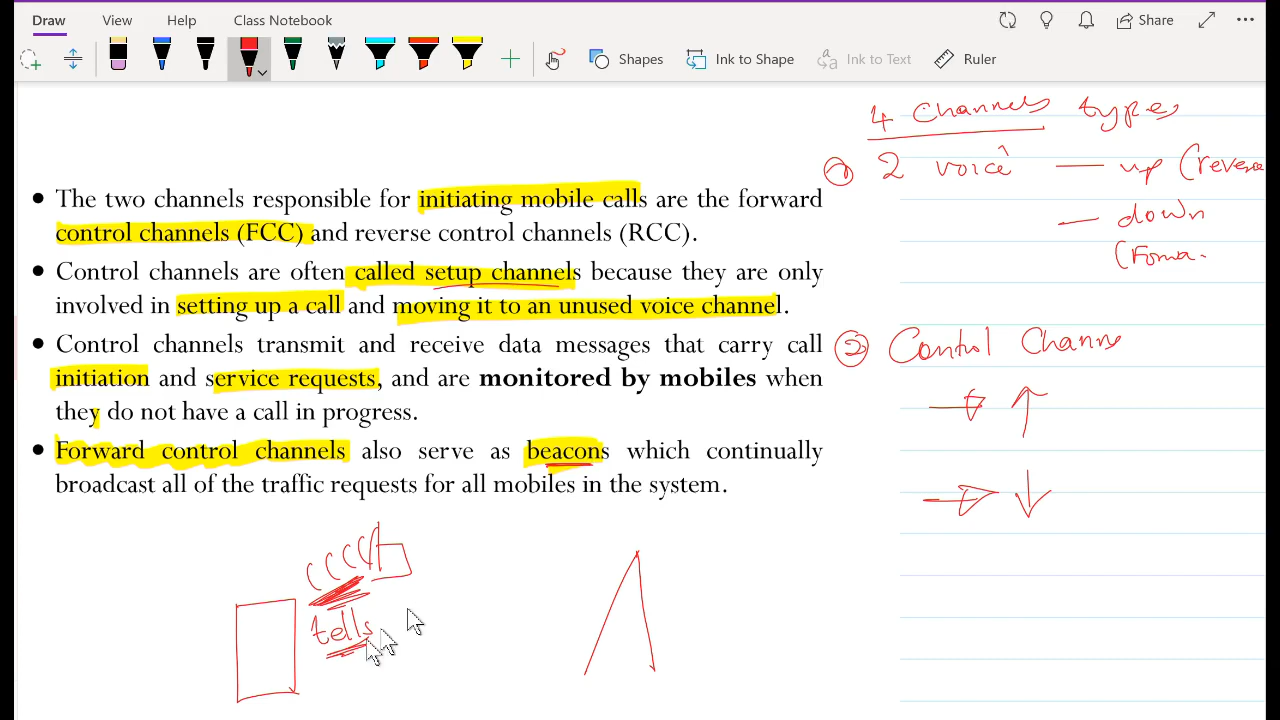 Draw View Help Class Notebook Share
Shapes Ink to Shape Ink to Text Ruler
4 Channels types
2 voice — up (reverse
— down
• The two channels responsible for initiating mobile calls are the forward
control channels (FCC) and reverse control channels (RCC).
• Control channels are often called setup channels because they are only
involved in setting up a call and moving it to an unused voice channel.
② Control Channe
• Control channels transmit and receive data messages that carry call
initiation and service requests, and are monitored by mobiles when
they do not have a call in progress.
• Forward control channels also serve as beacons which continually
broadcast all of the traffic requests for all mobiles in the system.
tells